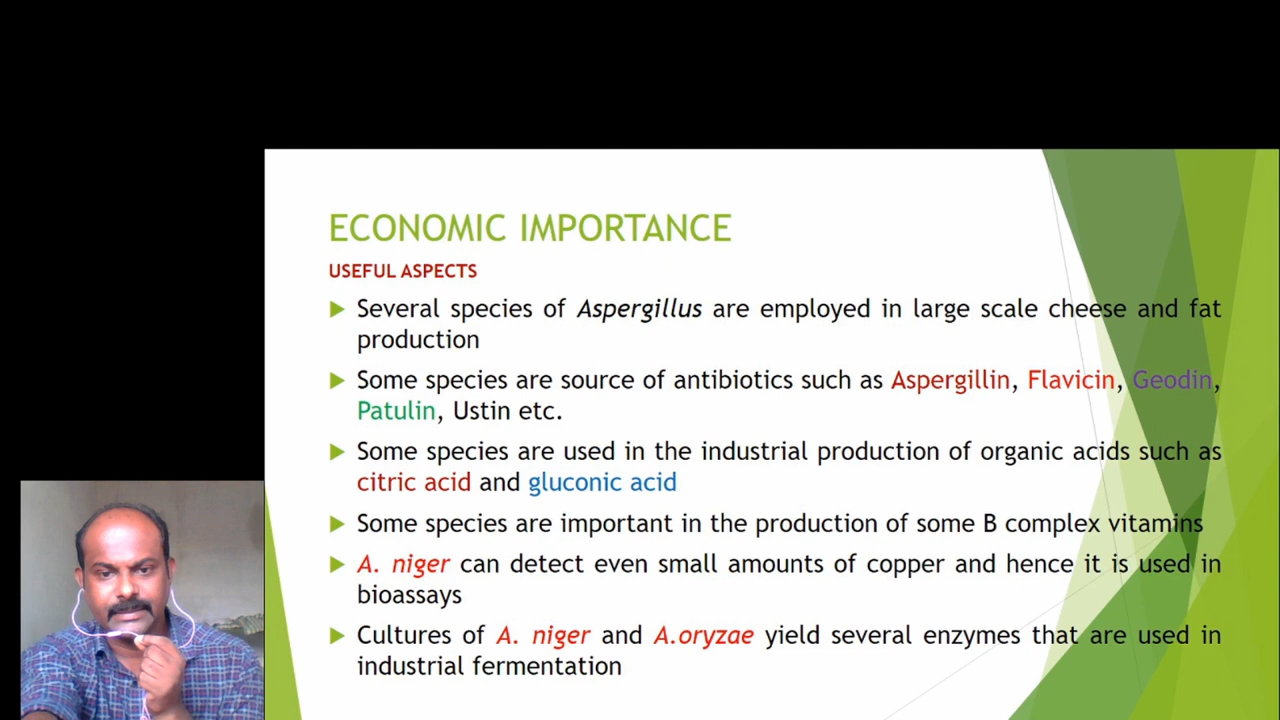 ECONOMIC IMPORTANCE
USEFUL ASPECTS
Several species of Aspergillus are employed in large scale cheese and fat
production
Some species are source of antibiotics such as Aspergillin, Flavicin, Geodin,
Patulin, Ustin etc.
Some species are used in the industrial production of organic acids such as
citric acid and gluconic acid
Some species are important in the production of some B complex vitamins
A. niger can detect even small amounts of copper and hence it is used in
bioassays
Cultures of A. niger and A.oryzae yield several enzymes that are used in
industrial fermentation